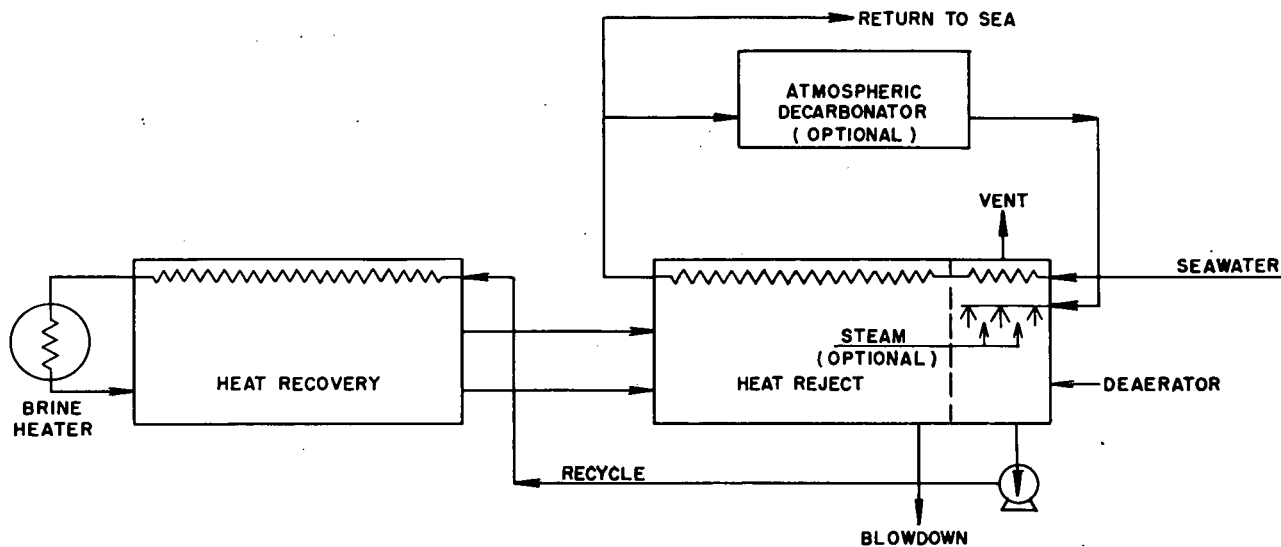 RETURN TO SEA
ATMOSPHERIC
DECARBONATOR
( OPTIONAL )
VENT
SEAWATER
STEAM
(OPTIONAL)
HEAT RECOVERY
HEAT REJECT
DEAERATOR
BRINE
HEATER
RECYCLE
BLOWDOWN